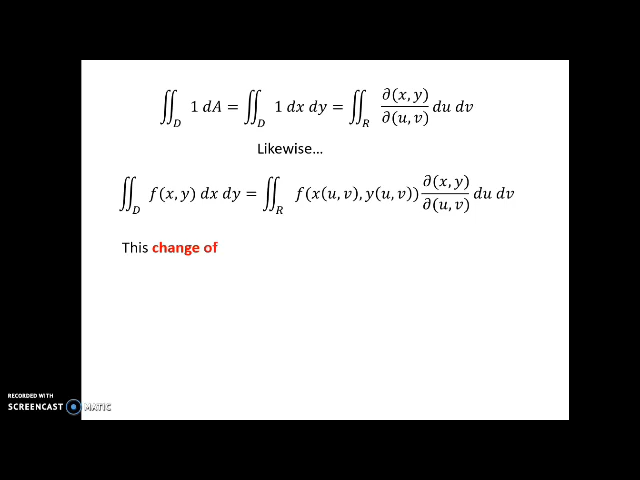 ∬_D 1 dA = ∬_D 1 dx dy = ∬_R ∂(x, y)/∂(u, v) du dv
Likewise…
∬_D f(x, y) dx dy = ∬_R f(x(u, v), y(u, v)) ∂(x, y)/∂(u, v) du dv
This change of
RECORDED WITH
SCREENCAST MATIC